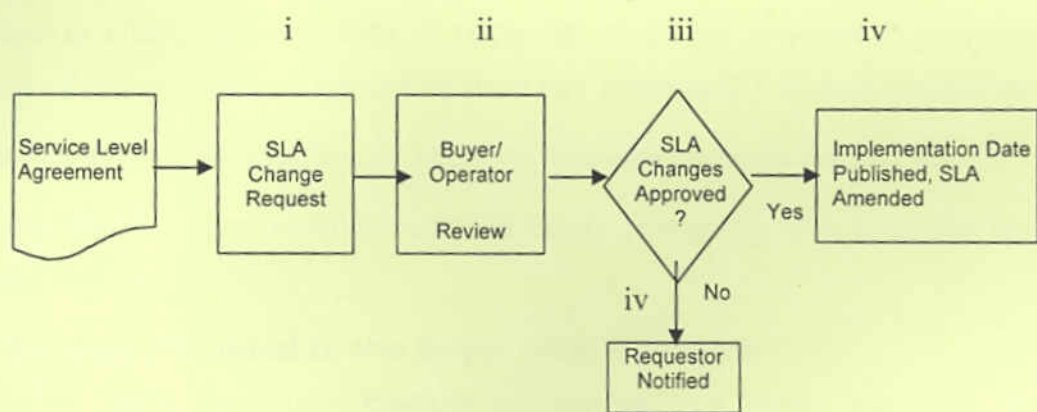 i
ii
iii
iv
Service Level
Agreement
SLA
Change
Request
Buyer/
Operator
Review
SLA
Changes
Approved
?
Yes
Implementation Date
Published, SLA
Amended
iv
No
Requestor
Notified